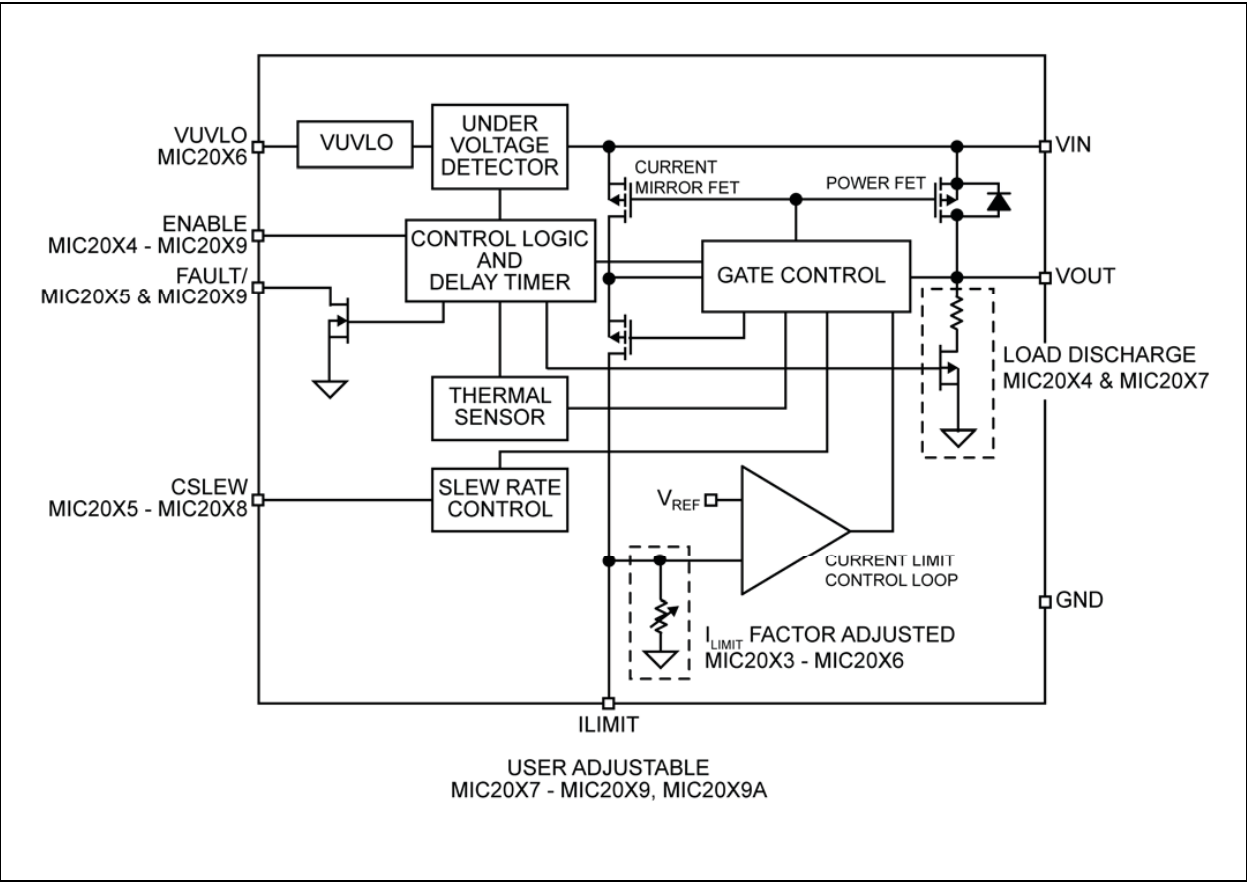 VUVLO
MIC20X6
VUVLO
UNDER
VOLTAGE
DETECTOR
VIN
CURRENT
MIRROR FET
POWER FET
ENABLE
MIC20X4 - MIC20X9
CONTROL LOGIC
AND
DELAY TIMER
GATE CONTROL
VOUT
FAULT/
MIC20X5 & MIC20X9
LOAD DISCHARGE
MIC20X4 & MIC20X7
THERMAL
SENSOR
CSLEW
MIC20X5 - MIC20X8
SLEW RATE
CONTROL
VREF
CURRENT LIMIT
CONTROL LOOP
GND
ILIMIT FACTOR ADJUSTED
MIC20X3 - MIC20X6
ILIMIT
USER ADJUSTABLE
MIC20X7 - MIC20X9, MIC20X9A